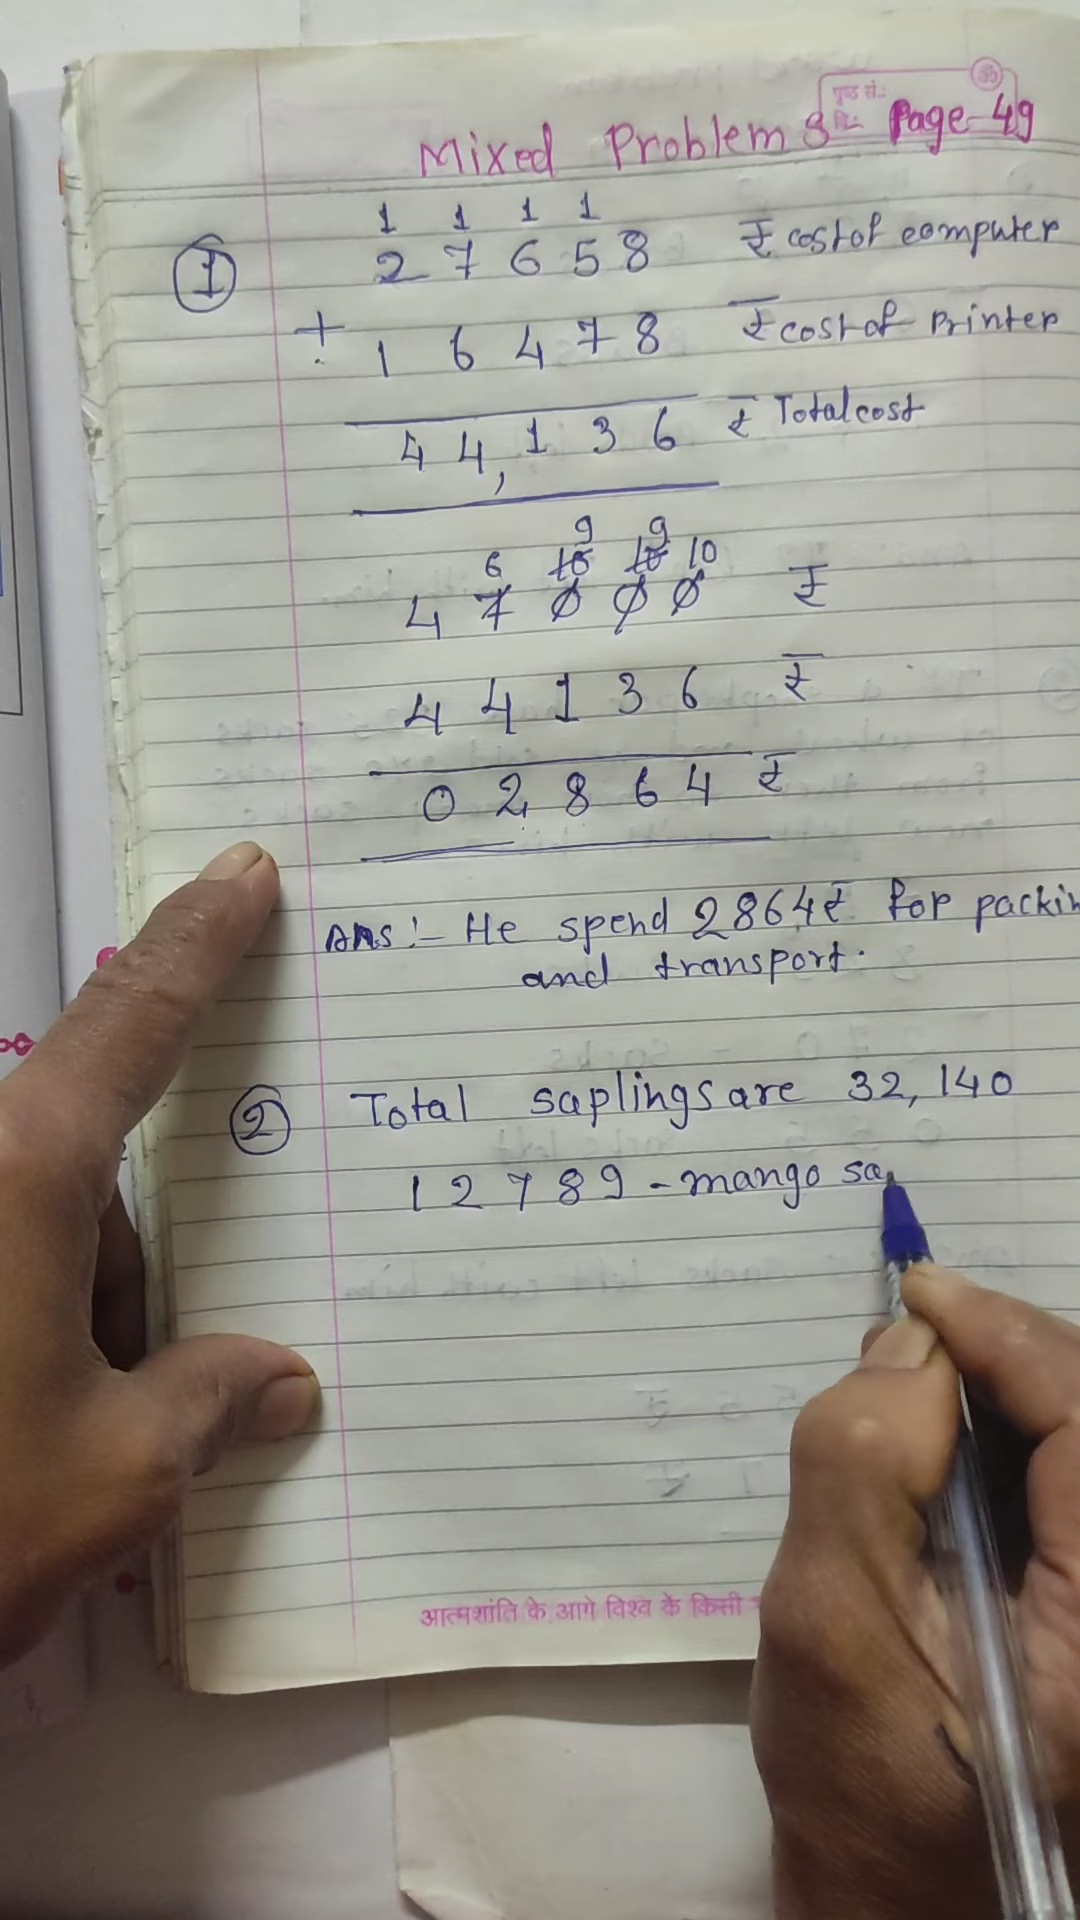 पृष्ठ सं.:
Mixed Problems Page-49
1 1 1 1
① 2 7 6 5 8 ₹ cost of computer
+ 1 6 4 7 8 ₹ cost of Printer
4 4, 1 3 6 ₹ Total cost
9 9
6 10 10 10
4 7 0 0 0 ₹
4 4 1 3 6 ₹
0 2 8 6 4 ₹
Ans:- He spend 2864₹ for packin
and transport.
② Total saplings are 32,140
1 2 7 8 9 - mango sa
आत्मशांति के आगे विश्व के किसी